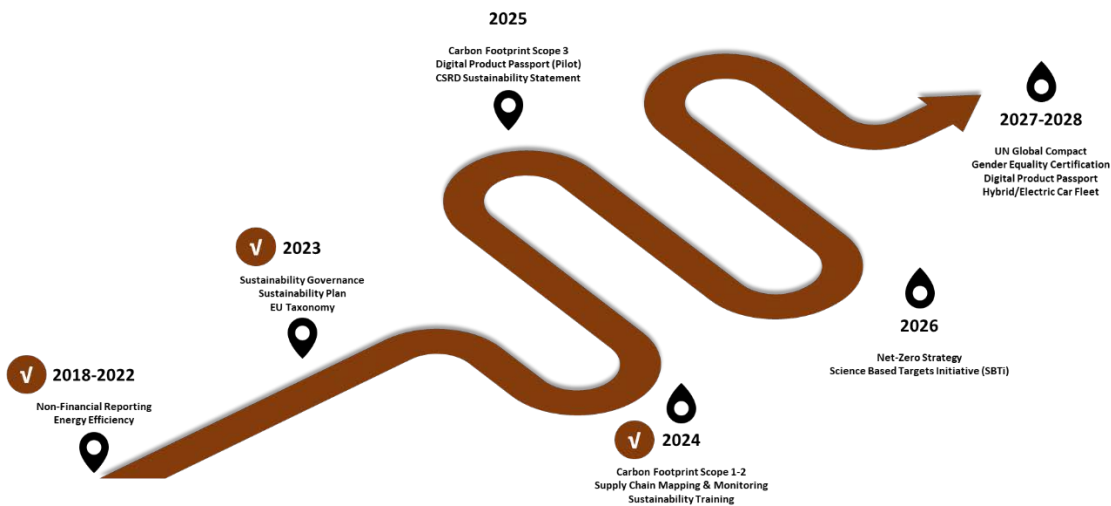 2025
Carbon Footprint Scope 3
Digital Product Passport (Pilot)
CSRD Sustainability Statement
2027-2028
UN Global Compact
Gender Equality Certification
Digital Product Passport
Hybrid/Electric Car Fleet
√ 2023
Sustainability Governance
Sustainability Plan
EU Taxonomy
2026
Net-Zero Strategy
Science Based Targets Initiative (SBTi)
√ 2018-2022
Non-Financial Reporting
Energy Efficiency
√ 2024
Carbon Footprint Scope 1-2
Supply Chain Mapping & Monitoring
Sustainability Training